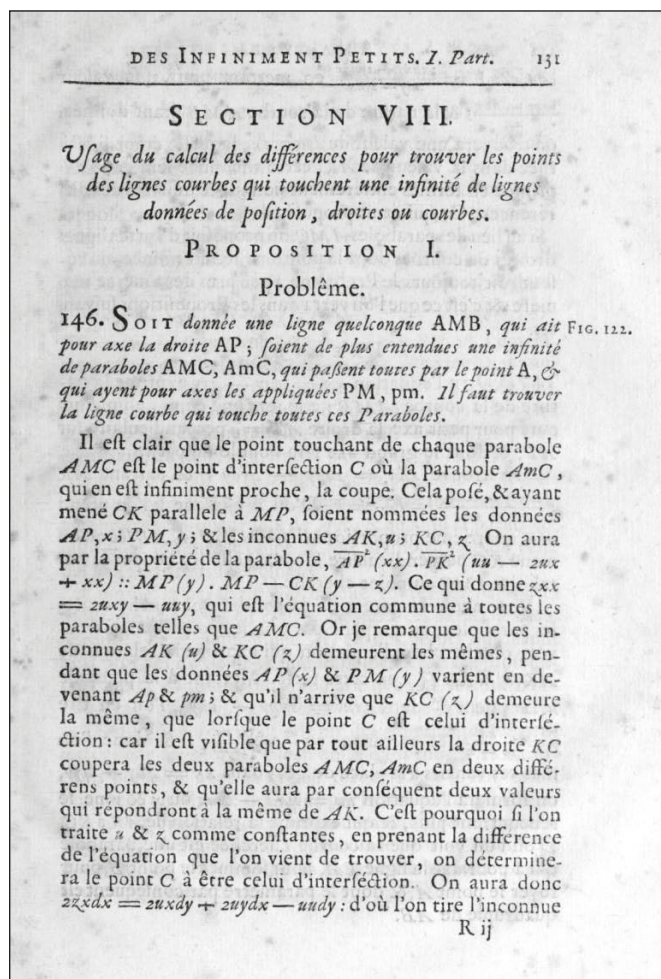 DES INFINIMENT PETITS. I. Part. 131
SECTION VIII.
Uſage du calcul des différences pour trouver les points
des lignes courbes qui touchent une infinité de lignes
données de poſition, droites ou courbes.
PROPOSITION I.
Problême.
146. SOIT donnée une ligne quelconque AMB, qui ait FIG. 122.
pour axe la droite AP; ſoient de plus entendues une infinité
de paraboles AMC, AmC, qui paſſent toutes par le point A, &
qui ayent pour axes les appliquées PM, pm. Il faut trouver
la ligne courbe qui touche toutes ces Paraboles.
Il eſt clair que le point touchant de chaque parabole
AMC eſt le point d'interſection C où la parabole AmC,
qui en eſt infiniment proche, la coupe. Cela poſé, & ayant
mené CK parallele à MP, ſoient nommées les données
AP, x; PM, y; & les inconnues AK, u; KC, z. On aura
par la propriété de la parabole, A̅P̅² (xx). P̅K̅² (uu — 2ux
+ xx) :: MP (y). MP — CK (y — z). Ce qui donne zxx
= 2uxy — uuy, qui eſt l'équation commune à toutes les
paraboles telles que AMC. Or je remarque que les in-
connues AK (u) & KC (z) demeurent les mêmes, pen-
dant que les données AP (x) & PM (y) varient en de-
venant Ap & pm; & qu'il n'arrive que KC (z) demeure
la même, que lorſque le point C eſt celui d'interſé-
ction : car il eſt viſible que par tout ailleurs la droite KC
coupera les deux paraboles AMC, AmC en deux diffé-
rens points, & qu'elle aura par conſéquent deux valeurs
qui répondront à la même de AK. C'eſt pourquoi ſi l'on
traite u & z comme conſtantes, en prenant la différence
de l'équation que l'on vient de trouver, on détermine-
ra le point C à être celui d'interſéction. On aura donc
2zxdx = 2uxdy + 2uydx — uudy : d'où l'on tire l'inconnue
R ij